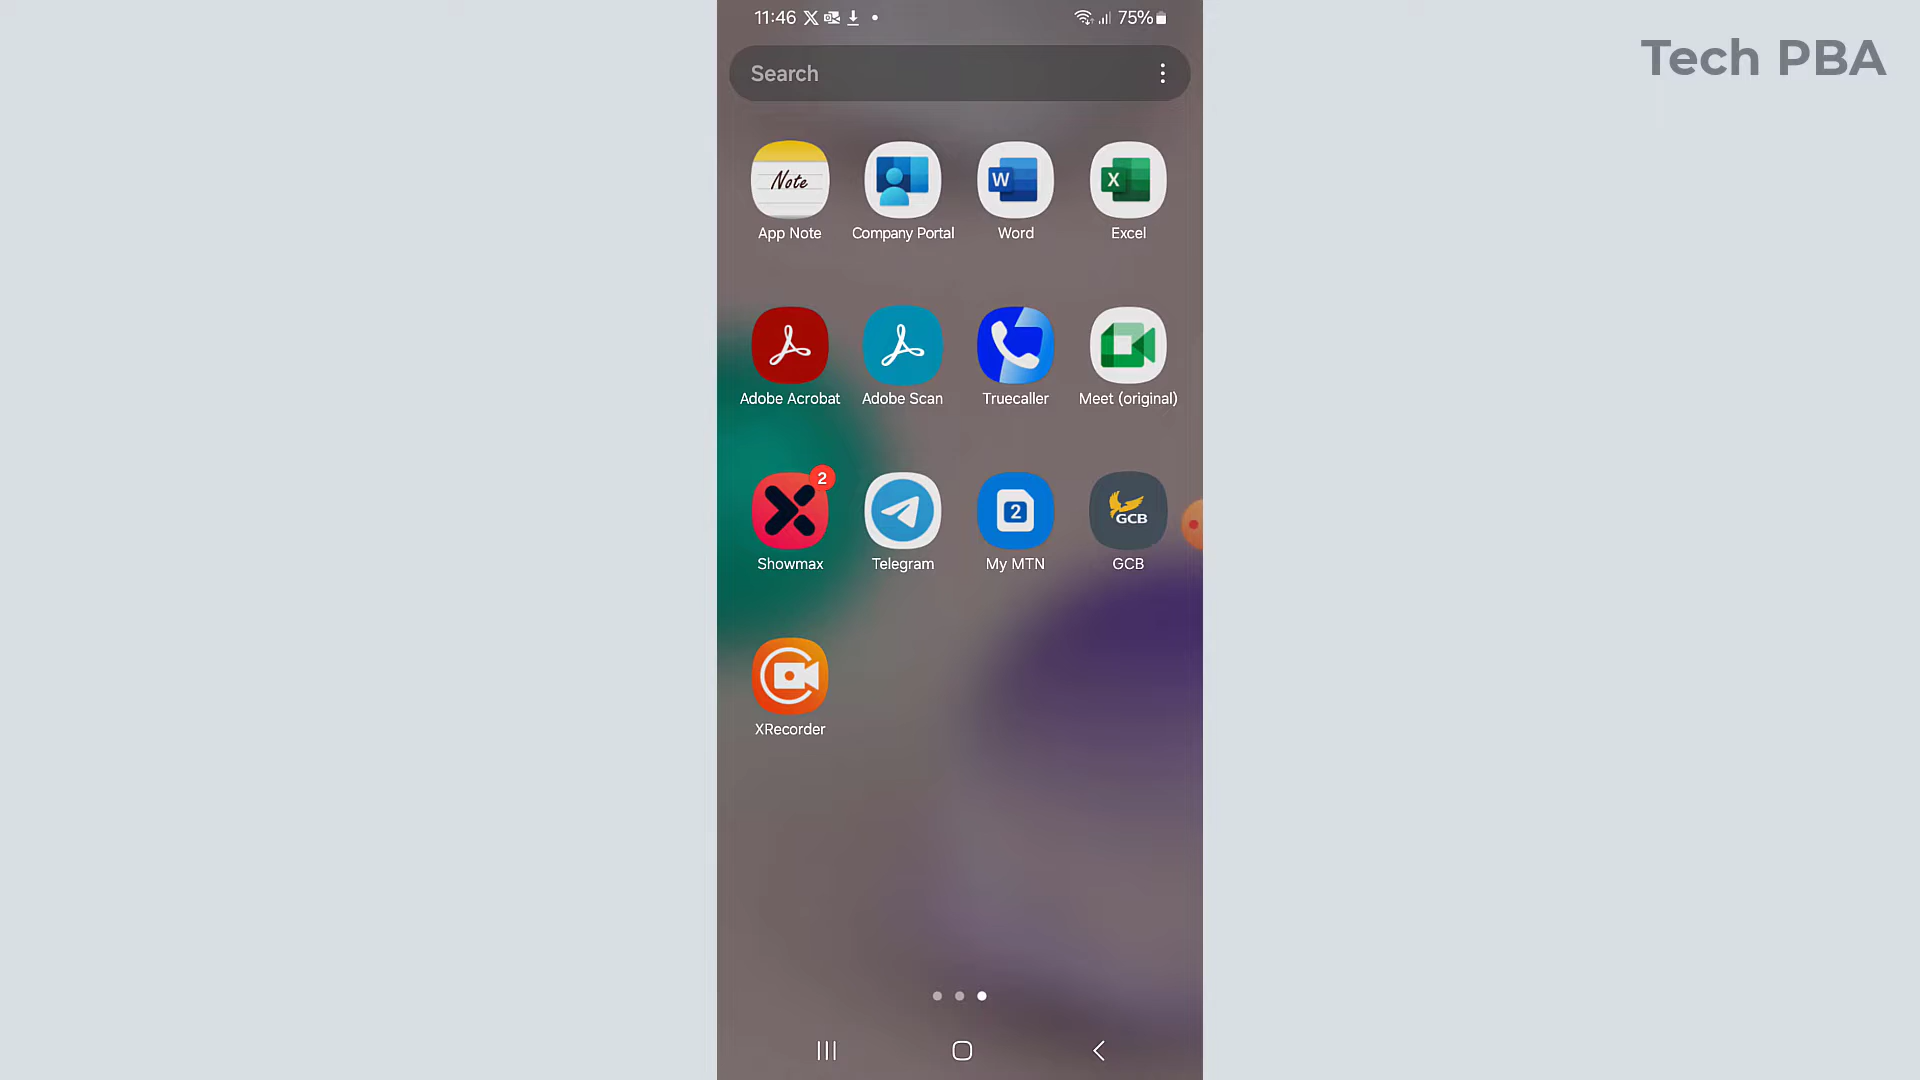 11:46
75%
Tech PBA
Search
Note
W
X
App Note
Company Portal
Word
Excel
Adobe Acrobat
Adobe Scan
Truecaller
Meet (original)
2
2
GCB
Showmax
Telegram
My MTN
GCB
XRecorder